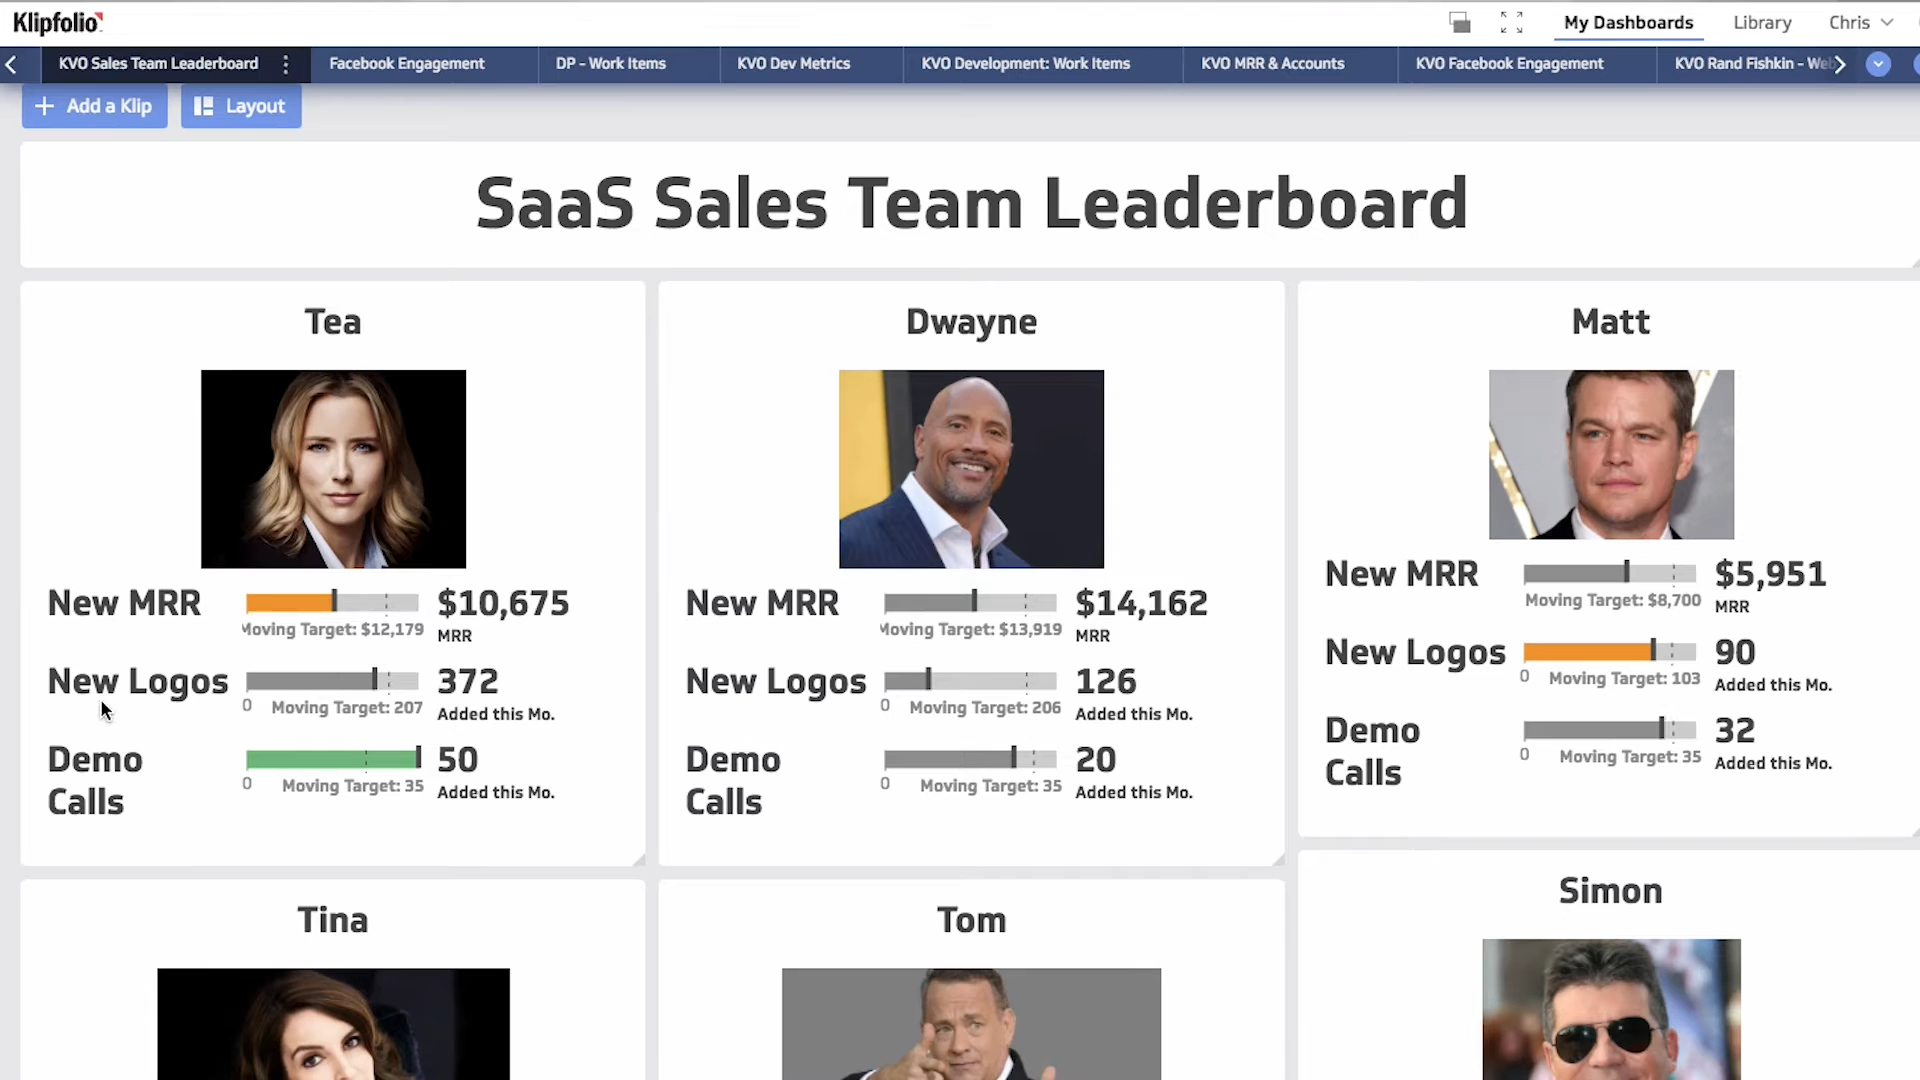 Klipfolio
My Dashboards
Library
Chris
KVO Sales Team Leaderboard
Facebook Engagement
DP - Work Items
KVO Dev Metrics
KVO Development: Work Items
KVO MRR & Accounts
KVO Facebook Engagement
KVO Rand Fishkin - We
+ Add a Klip
Layout
SaaS Sales Team Leaderboard
Tea
New MRR
Moving Target: $12,179
$10,675
MRR
New Logos
0 Moving Target: 207
372
Added this Mo.
Demo
Calls
0 Moving Target: 35
50
Added this Mo.
Dwayne
New MRR
Moving Target: $13,919
$14,162
MRR
New Logos
0 Moving Target: 206
126
Added this Mo.
Demo
Calls
0 Moving Target: 35
20
Added this Mo.
Matt
New MRR
Moving Target: $8,700
$5,951
MRR
New Logos
0 Moving Target: 103
90
Added this Mo.
Demo
Calls
0 Moving Target: 35
32
Added this Mo.
Tina
Tom
Simon